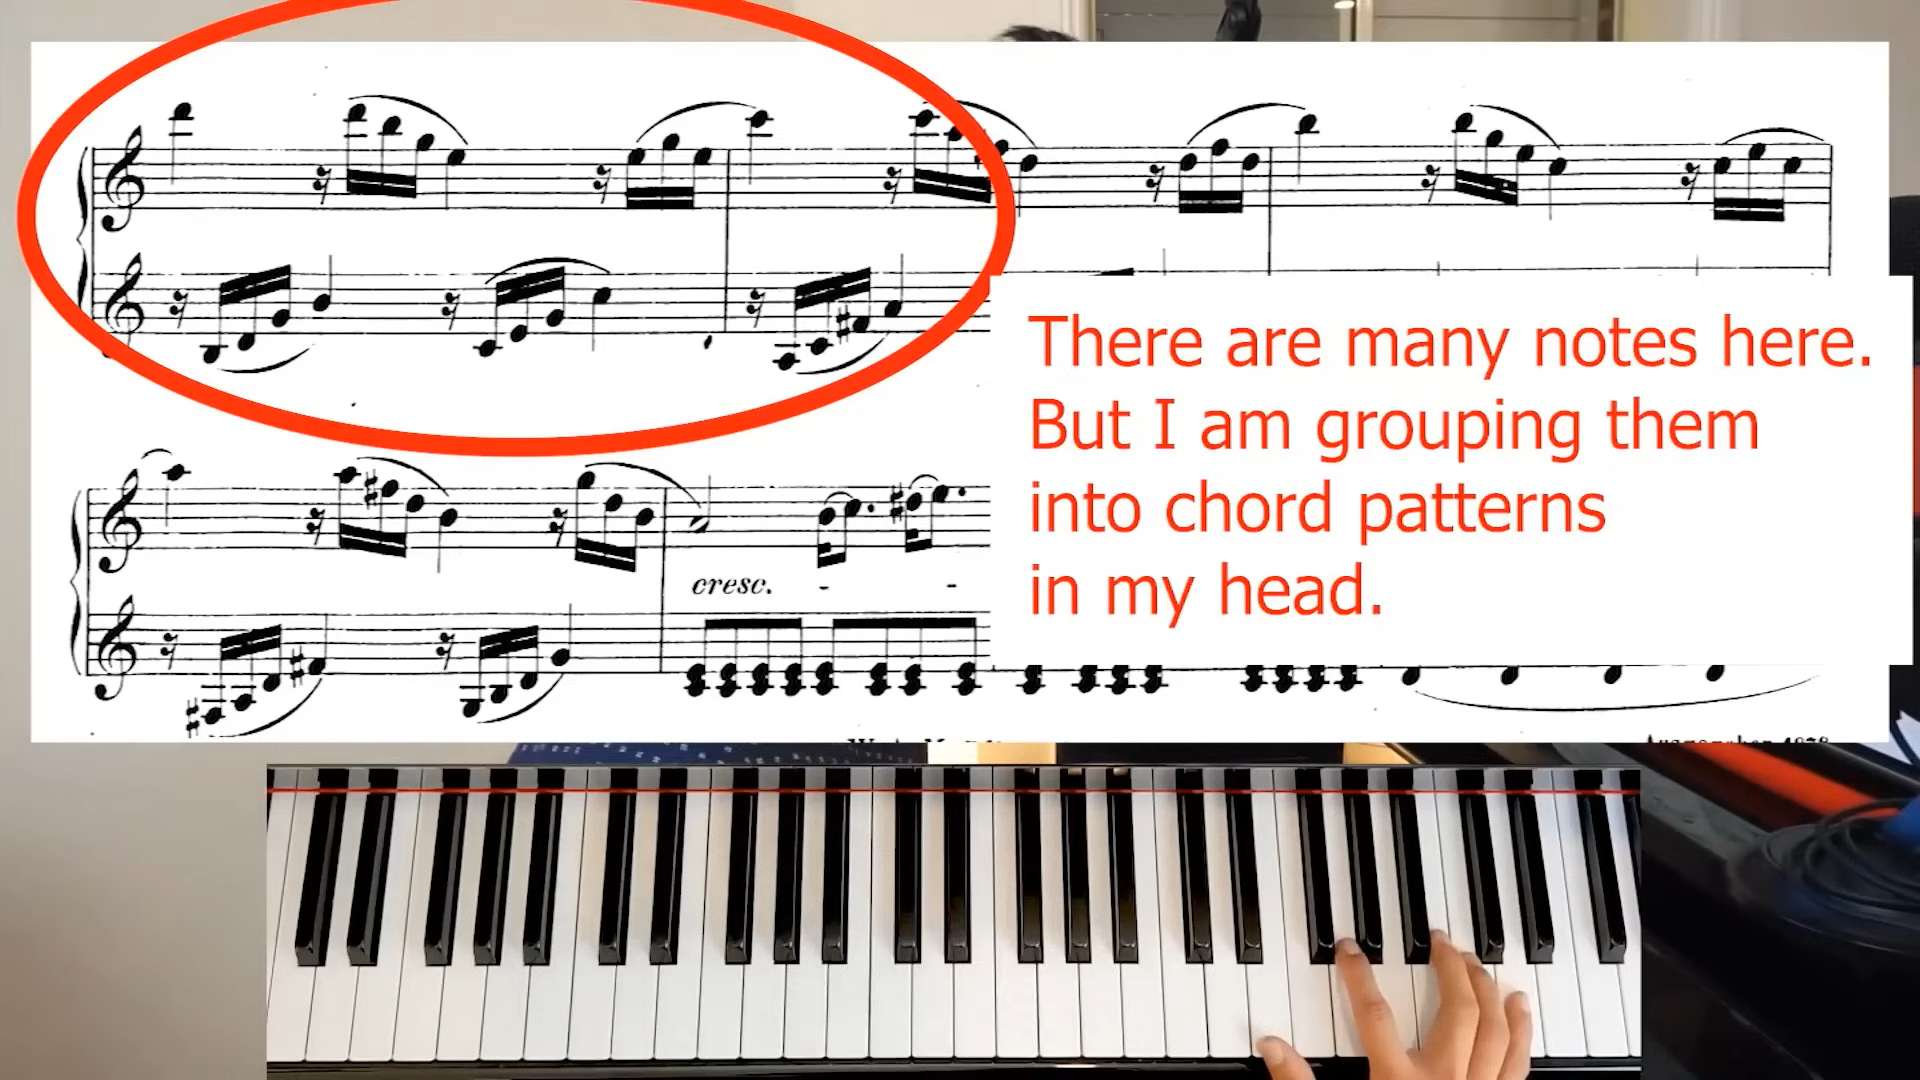 There are many notes here.
But I am grouping them
into chord patterns
in my head.
cresc. - -